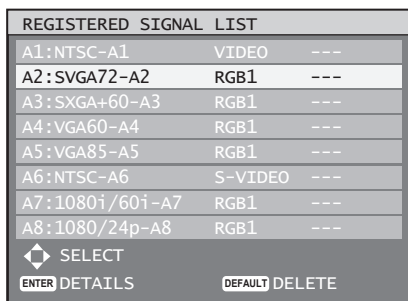 REGISTERED SIGNAL LIST
A1:NTSC-A1 VIDEO ---
A2:SVGA72-A2 RGB1 ---
A3:SXGA+60-A3 RGB1 ---
A4:VGA60-A4 RGB1 ---
A5:VGA85-A5 RGB1 ---
A6:NTSC-A6 S-VIDEO ---
A7:1080i/60i-A7 RGB1 ---
A8:1080/24p-A8 RGB1 ---
SELECT
ENTER DETAILS DEFAULT DELETE